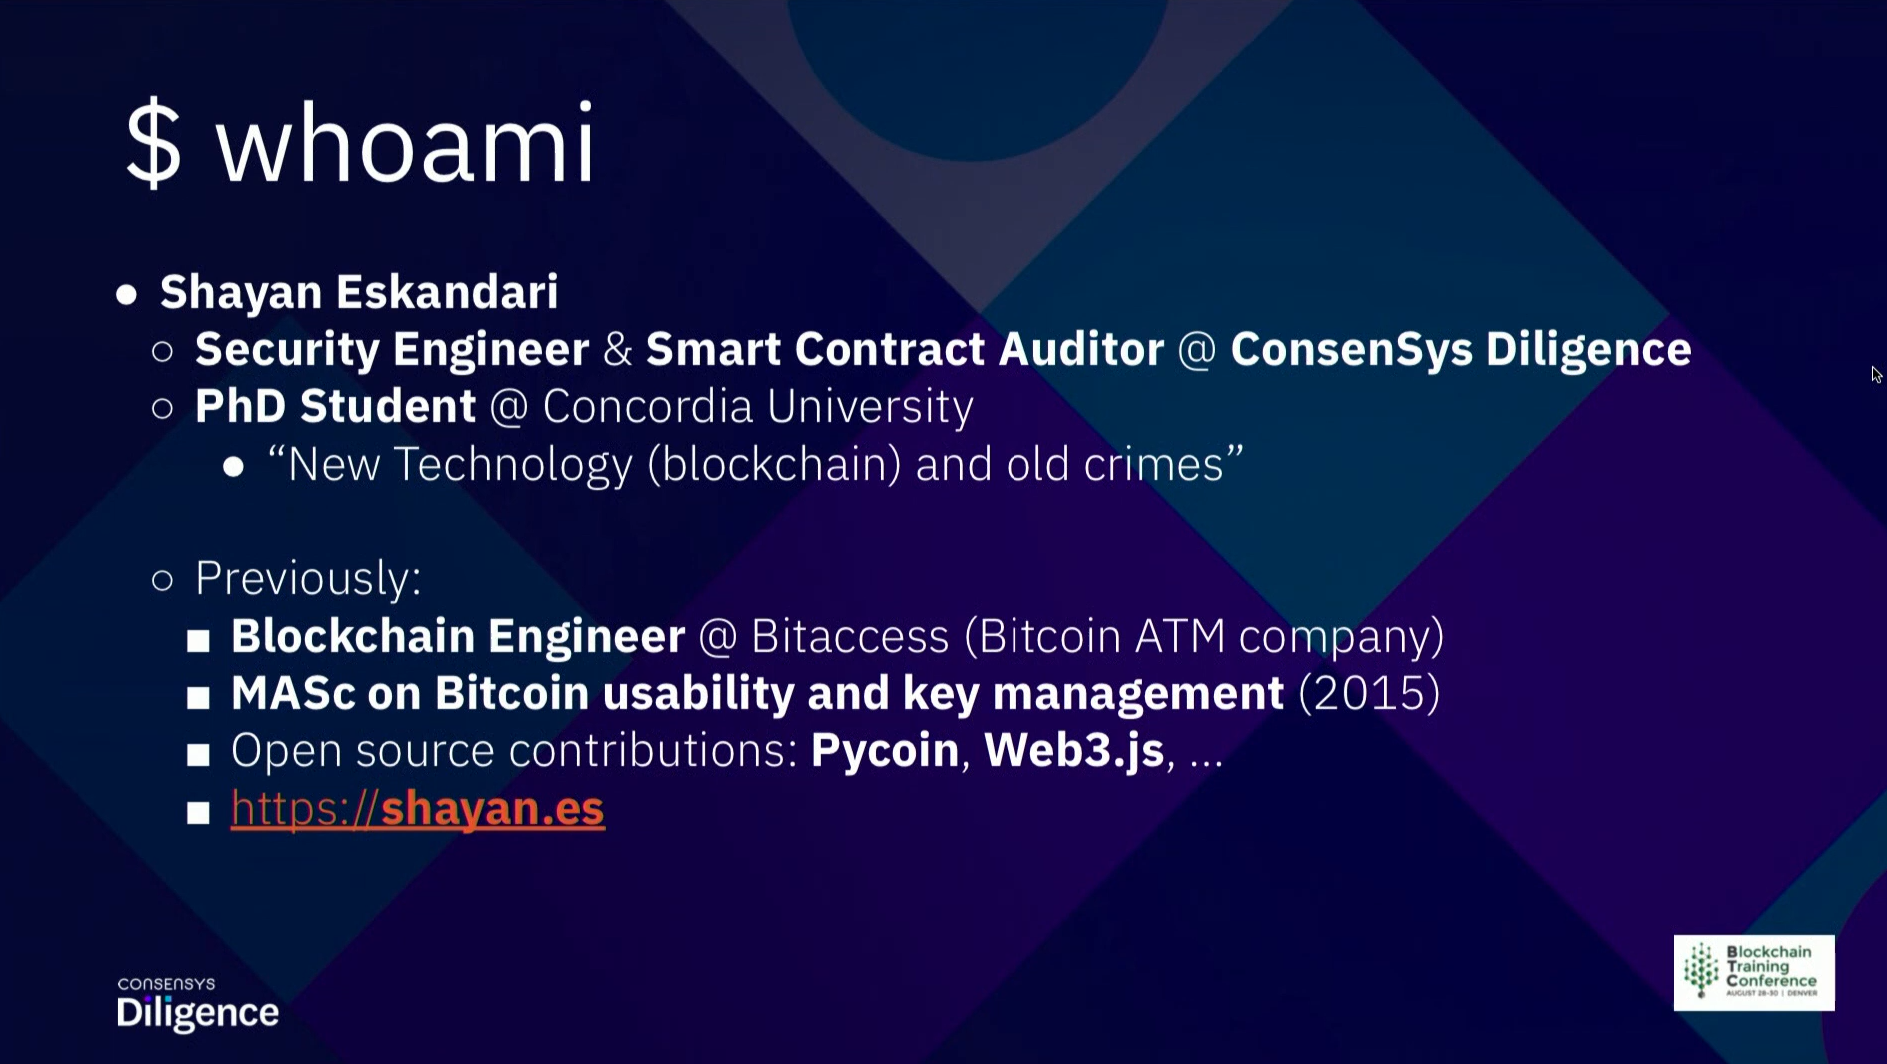 $ whoami
● Shayan Eskandari
○ Security Engineer & Smart Contract Auditor @ ConsenSys Diligence
○ PhD Student @ Concordia University
● “New Technology (blockchain) and old crimes”
○ Previously:
■ Blockchain Engineer @ Bitaccess (Bitcoin ATM company)
■ MASc on Bitcoin usability and key management (2015)
■ Open source contributions: Pycoin, Web3.js, ...
■ https://shayan.es
CONSENSYS
Diligence
Blockchain
Training
Conference
AUGUST 28-30 | DENVER